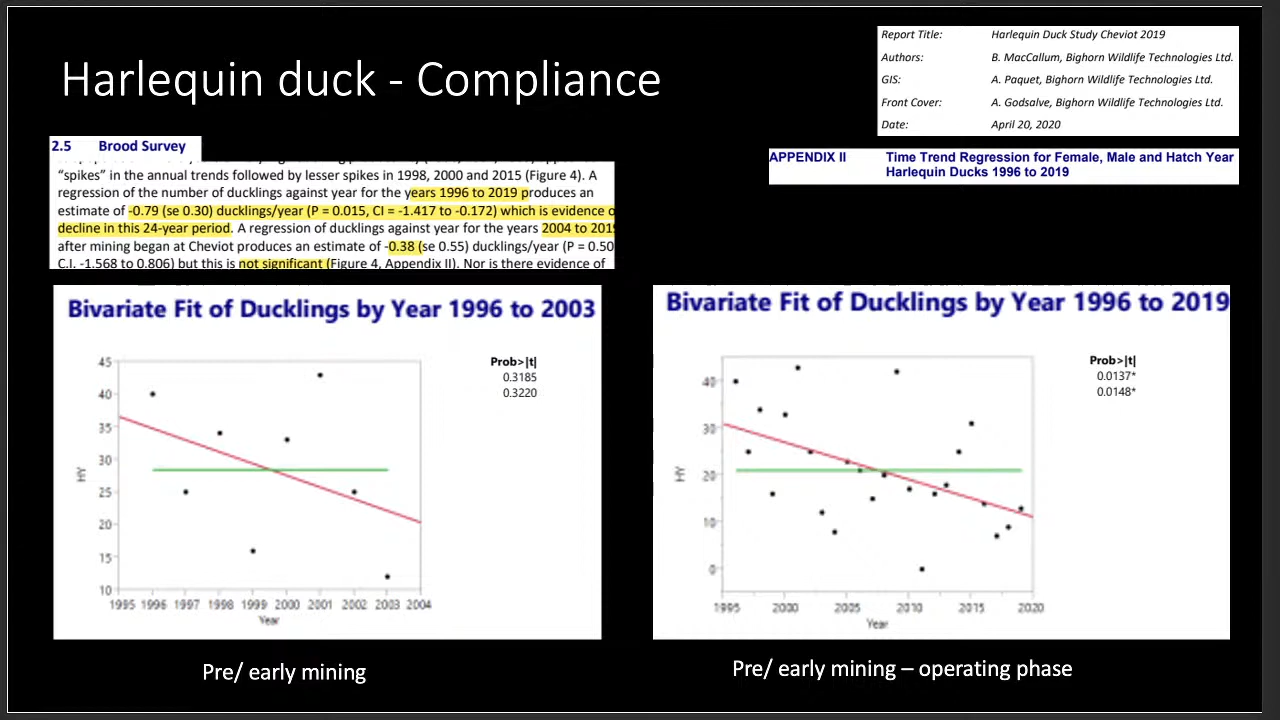 Harlequin duck - Compliance
Report Title: Harlequin Duck Study Cheviot 2019
Authors: B. MacCallum, Bighorn Wildlife Technologies Ltd.
GIS: A. Paquet, Bighorn Wildlife Technologies Ltd.
Front Cover: A. Godsalve, Bighorn Wildlife Technologies Ltd.
Date: April 20, 2020
APPENDIX II Time Trend Regression for Female, Male and Hatch Year
Harlequin Ducks 1996 to 2019
2.5 Brood Survey
“spikes” in the annual trends followed by lesser spikes in 1998, 2000 and 2015 (Figure 4). A
regression of the number of ducklings against year for the years 1996 to 2019 produces an
estimate of -0.79 (se 0.30) ducklings/year (P = 0.015, CI = -1.417 to -0.172) which is evidence
decline in this 24-year period. A regression of ducklings against year for the years 2004 to 2019
after mining began at Cheviot produces an estimate of -0.38 (se 0.55) ducklings/year (P = 0.50
C.I. -1.568 to 0.806) but this is not significant (Figure 4, Appendix II). Nor is there evidence of
Bivariate Fit of Ducklings by Year 1996 to 2003
Prob>|t|
0.3185
0.3220
45
40
35
30
25
20
15
10
HY
1995 1996 1997 1998 1999 2000 2001 2002 2003 2004
Year
Bivariate Fit of Ducklings by Year 1996 to 2019
Prob>|t|
0.0137*
0.0148*
40
30
20
10
0
HY
1995 2000 2005 2010 2015 2020
Year
Pre/ early mining
Pre/ early mining – operating phase